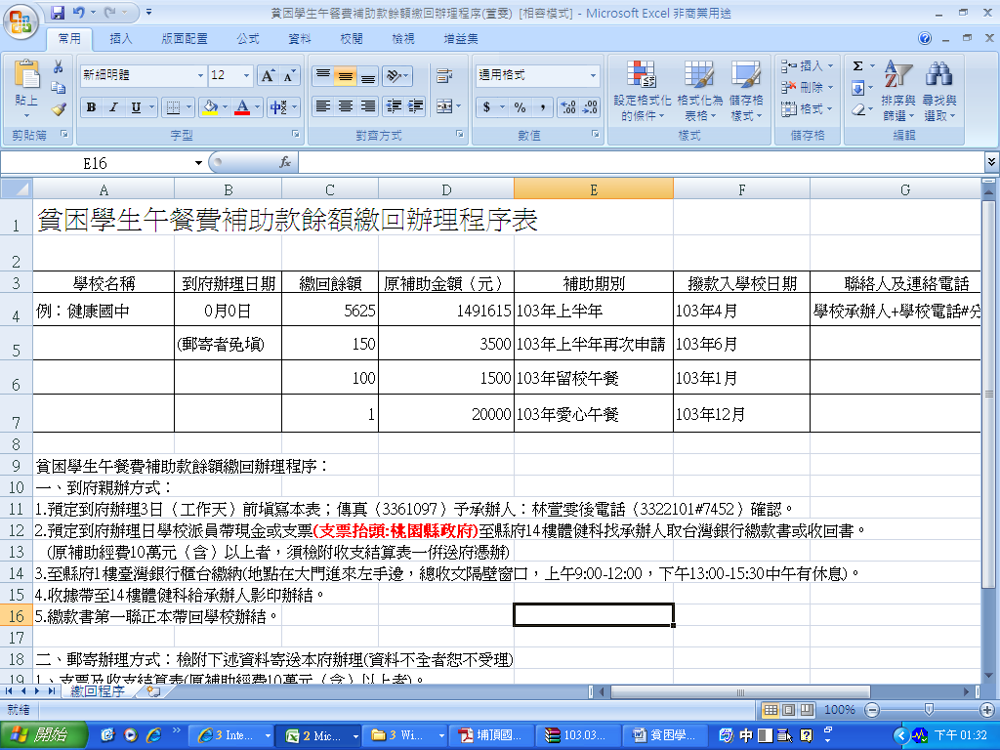 貧困學生午餐費補助款餘額繳回辦理程序(萱雯) [相容模式] - Microsoft Excel 非商業用途
常用 插入 版面配置 公式 資料 校閱 檢視 增益集
貼上
新細明體 12
B I U
通用格式
$ % ,
設定格式化的條件 格式化為表格 儲存格樣式
插入
刪除
格式
排序與篩選 尋找與選取
剪貼簿 字型 對齊方式 數值 樣式 儲存格 編輯
E16 fx
A B C D E F G
1 貧困學生午餐費補助款餘額繳回辦理程序表
2
3 學校名稱 到府辦理日期 繳回餘額 原補助金額（元） 補助期別 撥款入學校日期 聯絡人及連絡電話
4 例：健康國中 0月0日 5625 1491615 103年上半年 103年4月 學校承辦人+學校電話#分
5 (郵寄者免填) 150 3500 103年上半年再次申請 103年6月
6 100 1500 103年留校午餐 103年1月
7 1 20000 103年愛心午餐 103年12月
8
9 貧困學生午餐費補助款餘額繳回辦理程序：
10 一、到府親辦方式：
11 1.預定到府辦理3日（工作天）前填寫本表；傳真（3361097）予承辦人：林萱雯後電話（3322101#7452）確認。
12 2.預定到府辦理日學校派員帶現金或支票(支票抬頭:桃園縣政府)至縣府14樓體健科找承辦人取台灣銀行繳款書或收回書。
13 (原補助經費10萬元（含）以上者，須檢附收支結算表一併送府憑辦)
14 3.至縣府1樓臺灣銀行櫃台繳納(地點在大門進來左手邊，總收文隔壁窗口，上午9:00-12:00，下午13:00-15:30中午有休息)。
15 4.收據帶至14樓體健科給承辦人影印辦結。
16 5.繳款書第一聯正本帶回學校辦結。
17
18 二、郵寄辦理方式：檢附下述資料寄送本府辦理(資料不全者恕不受理)
19 1、支票及收支結算表(原補助經費10萬元（含）以上者)。
繳回程序
就緒 100%
開始 3 Inte... 2 Mic... 3 Wi... 埔頂國... 103.03... 貧困學... 中 下午 01:32